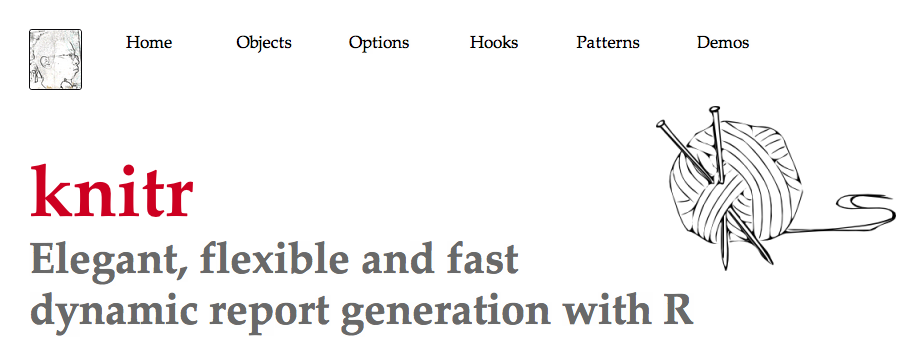 Home Objects Options Hooks Patterns Demos
knitr
Elegant, flexible and fast
dynamic report generation with R